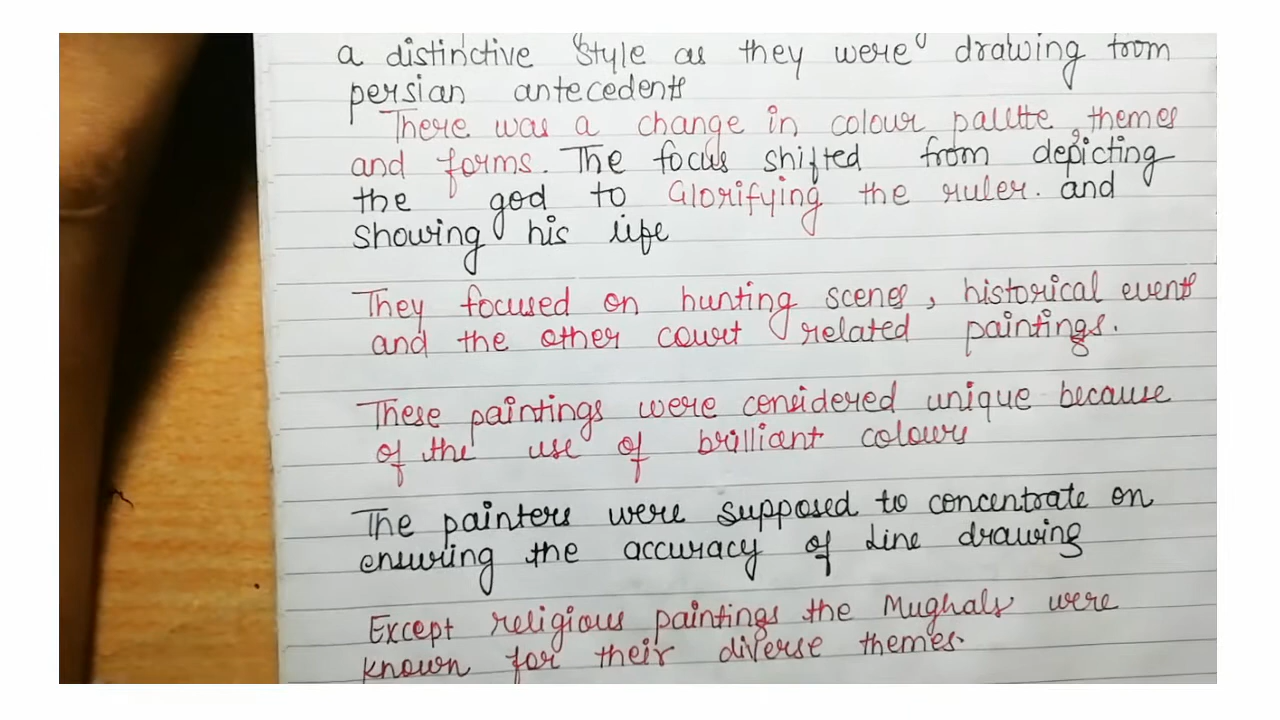 a distinctive style as they were drawing from
persian antecedents
There was a change in colour palette, themes
and forms. The focus shifted from depicting
the god to Glorifying the ruler. and
showing his life
They focused on hunting scenes, historical events
and the other court related paintings.
These paintings were considered unique because
of the use of brilliant colours
The painters were supposed to concentrate on
ensuring the accuracy of Line drawing
Except religious paintings the Mughals were
known for their diverse themes.